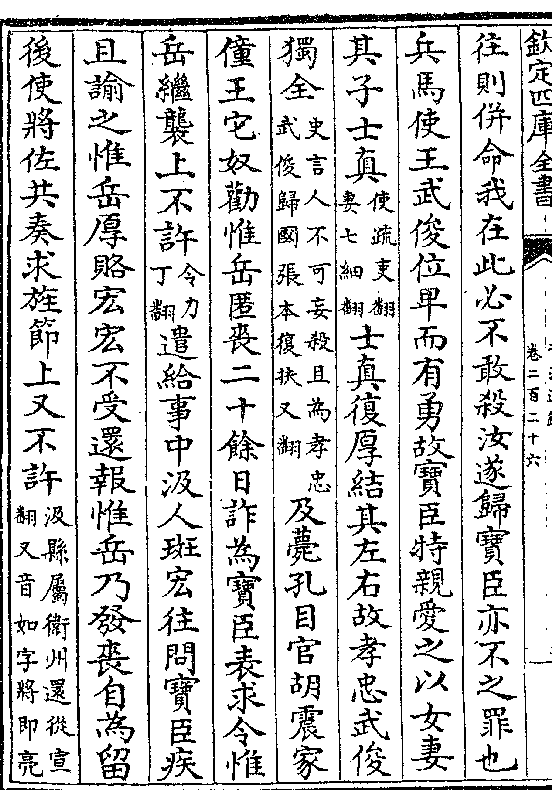 欽定四庫全書
卷二百二十六
往則併命我在此必不敢殺汝遂歸寶臣亦不之罪也
兵馬使王武俊位卑而有勇故寶臣特親愛之以女妻
其子士真使疏吏翻妻七細翻士真復厚結其左右故孝忠武俊
獨全史言人不可妄殺且為孝忠武俊歸國張本復扶又翻及薨孔目官胡震家
僮王它奴勸惟岳匿喪二十餘日詐為寶臣表求令惟
岳繼襲上不許令力丁翻遣給事中汲人班宏往問寶臣疾
且諭之惟岳厚賂宏宏不受還報惟岳乃發喪自為留
後使將佐共奏求旌節上又不許汲縣屬衛州還從宣翻又音如字將即亮